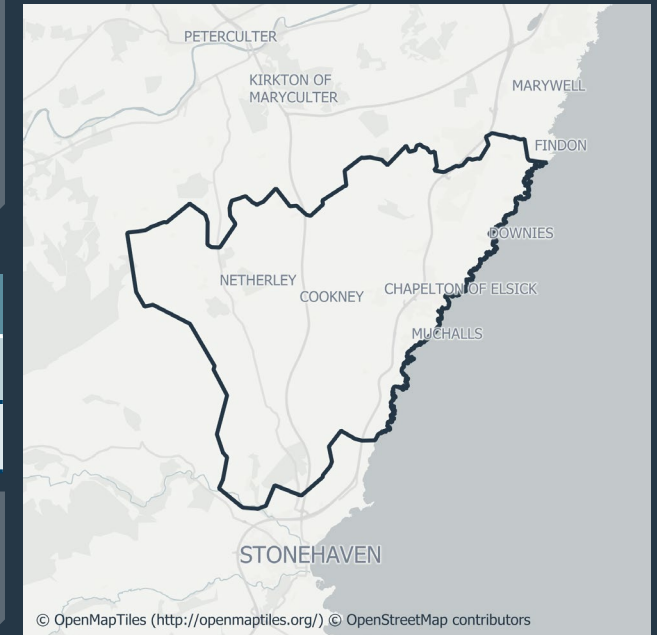 PETERCULTER
KIRKTON OF
MARYCULTER
MARYWELL
FINDON
DOWNIES
NETHERLEY
COOKNEY
CHAPELTON OF ELSICK
MUCHALLS
STONEHAVEN
© OpenMapTiles (http://openmaptiles.org/) © OpenStreetMap contributors